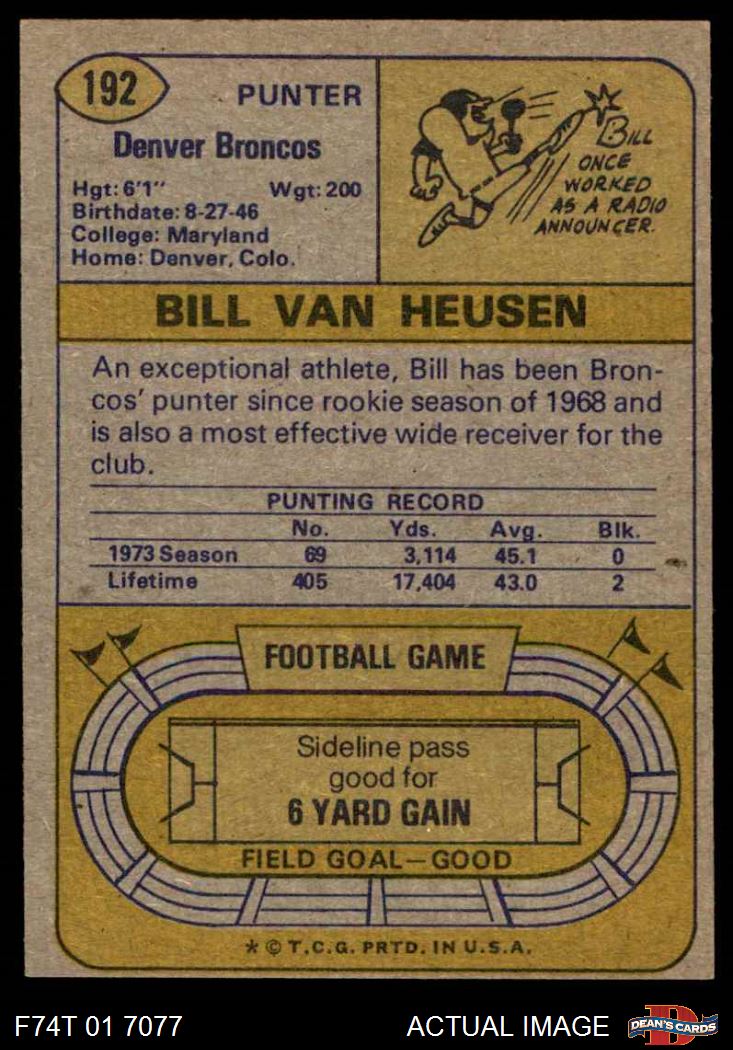 192
PUNTER
Denver Broncos
Hgt: 6'1" Wgt: 200
Birthdate: 8-27-46
College: Maryland
Home: Denver, Colo.
BILL
ONCE
WORKED
AS A RADIO
ANNOUNCER.
BILL VAN HEUSEN
An exceptional athlete, Bill has been Bron-
cos' punter since rookie season of 1968 and
is also a most effective wide receiver for the
club.
PUNTING RECORD
No. Yds. Avg. Blk.
1973 Season 69 3,114 45.1 0
Lifetime 405 17,404 43.0 2
FOOTBALL GAME
Sideline pass
good for
6 YARD GAIN
FIELD GOAL—GOOD
* © T.C.G. PRTD. IN U.S.A.
F74T 01 7077 ACTUAL IMAGE
D
DEAN'S CARDS